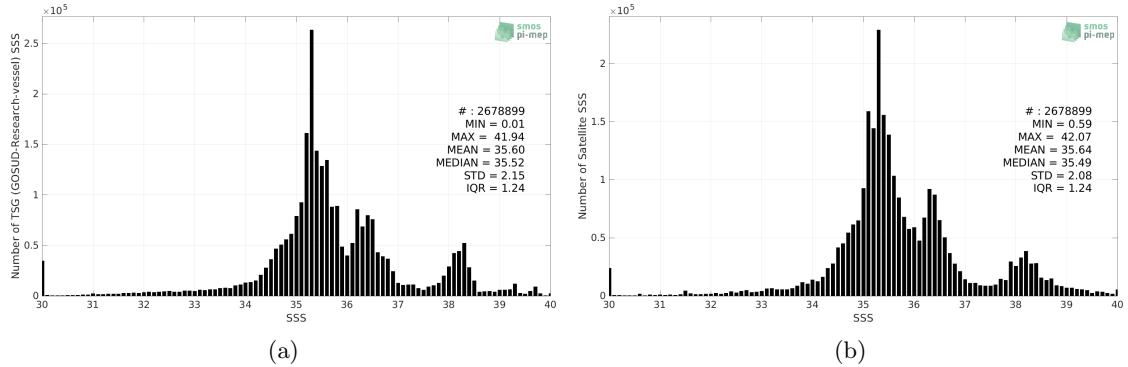 ×10⁵
2.5
2
1.5
1
0.5
0
Number of TSG (GOSUD-Research-vessel) SSS
smos
pi-mep
# : 2678899
MIN = 0.01
MAX = 41.94
MEAN = 35.60
MEDIAN = 35.52
STD = 2.15
IQR = 1.24
30 31 32 33 34 35 36 37 38 39 40
SSS
(a)
×10⁵
2
1.5
1
0.5
0
Number of Satellite SSS
smos
pi-mep
# : 2678899
MIN = 0.59
MAX = 42.07
MEAN = 35.64
MEDIAN = 35.49
STD = 2.08
IQR = 1.24
30 31 32 33 34 35 36 37 38 39 40
SSS
(b)